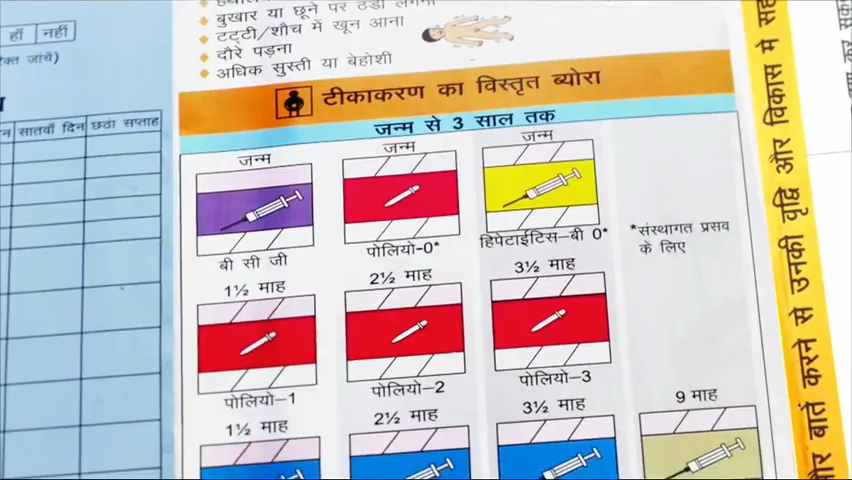 हाँ नहीं
जाँचें)
सातवाँ दिन छठा सप्ताह
बुखार या छूने पर ठंडा लगना
टट्टी/शौच में खून आना
दौरे पड़ना
अधिक सुस्ती या बेहोशी
टीकाकरण का विस्तृत ब्योरा
जन्म से 3 साल तक
जन्म जन्म जन्म
बी सी जी पोलियो-0* हिपेटाईटिस-बी 0* *संस्थागत प्रसव
के लिए
1½ माह 2½ माह 3½ माह
पोलियो-1 पोलियो-2 पोलियो-3
1½ माह 2½ माह 3½ माह 9 माह
और बातें करने से उनकी वृद्धि और विकास में